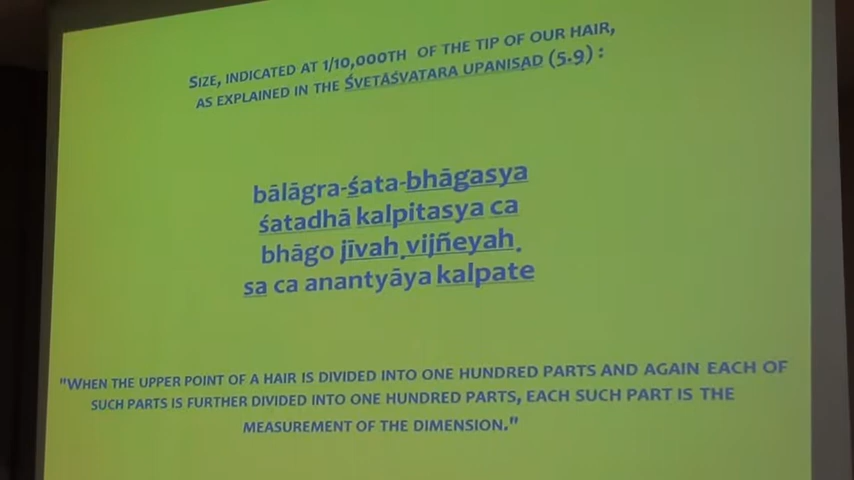 Size, indicated at 1/10,000th of the tip of our hair,
as explained in the Śvetāśvatara Upaniṣad (5.9) :
bālāgra-śata-bhāgasya
śatadhā kalpitasya ca
bhāgo jīvaḥ vijñeyaḥ
sa ca anantyāya kalpate
"When the upper point of a hair is divided into one hundred parts and again each of
such parts is further divided into one hundred parts, each such part is the
measurement of the dimension."